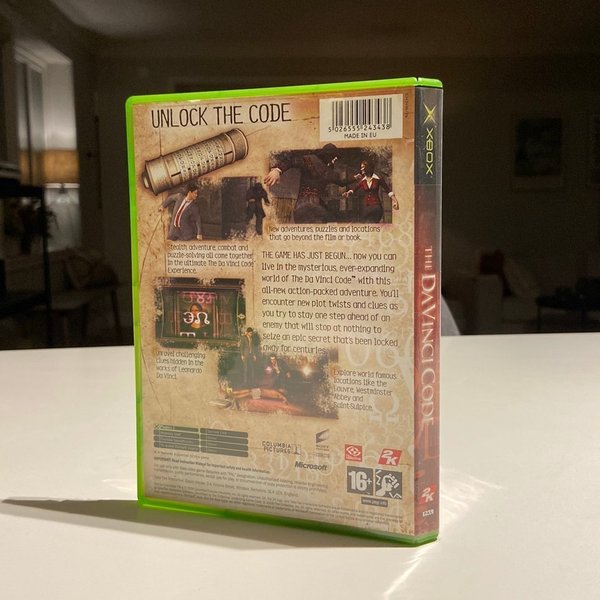 UNLOCK THE CODE
5 026555 243438
MADE IN EU
New adventures, puzzles and locations
that go beyond the film or book.
Stealth, adventure, combat and
puzzle-solving all come together
in the ultimate The Da Vinci Code
Experience.
THE GAME HAS JUST BEGUN... now you can
live in the mysterious, ever-expanding
world of The Da Vinci Code™ with this
all-new action-packed adventure. You'll
encounter new plot twists and clues as
you try to stay one step ahead of an
enemy that will stop at nothing to
seize an epic secret that's been locked
away for centuries.
Unravel challenging
clues hidden in the
works of Leonardo
Da Vinci.
Explore world famous
locations like the
Louvre, Westminster
Abbey and
Saint-Sulpice.
COLUMBIA
PICTURES
Microsoft
2K
16+
www.pegi.info
XBOX
THE DA VINCI CODE
2K